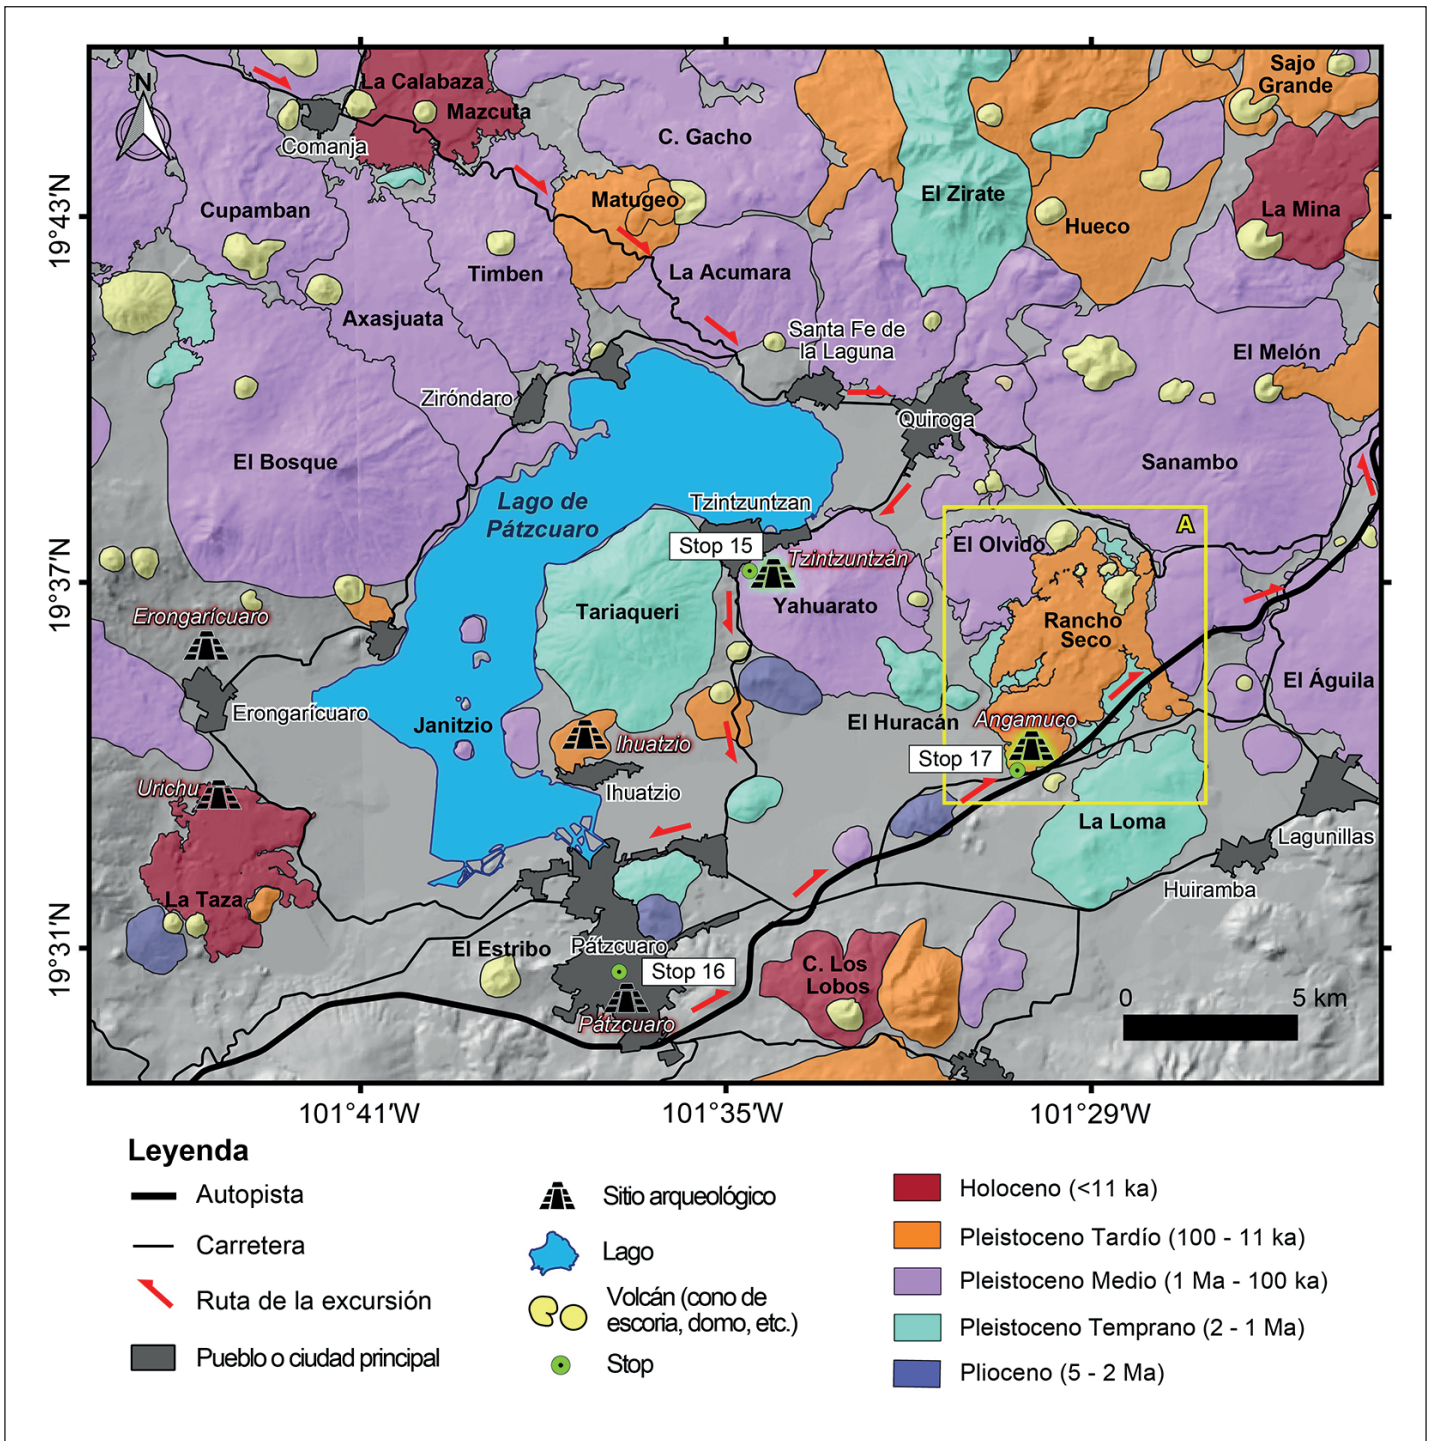 N
La Calabaza
Mazcuta
Comanja
C. Gacho
Sajo
Grande
Cupamban
Matugeo
El Zirate
Hueco
La Mina
19°43'N
Timben
La Acumara
Axasjuata
Santa Fe de
la Laguna
El Melón
Ziróndaro
Quiroga
El Bosque
Sanambo
Lago de
Pátzcuaro
Tzintzuntzan
A
Stop 15
El Olvido
Tzintzuntzán
19°37'N
Erongarícuaro
Tariaqueri
Yahuarato
Rancho
Seco
El Águila
Erongarícuaro
Janitzio
El Huracán
Angamuco
Ihuatzio
Stop 17
Urichu
Ihuatzio
La Loma
Lagunillas
Huiramba
La Taza
19°31'N
El Estribo
Pátzcuaro
Stop 16
C. Los
Lobos
Pátzcuaro
0
5 km
101°41'W
101°35'W
101°29'W
Leyenda
Autopista
Carretera
Ruta de la excursión
Pueblo o ciudad principal
Sitio arqueológico
Lago
Volcán (cono de
escoria, domo, etc.)
Stop
Holoceno (<11 ka)
Pleistoceno Tardío (100 - 11 ka)
Pleistoceno Medio (1 Ma - 100 ka)
Pleistoceno Temprano (2 - 1 Ma)
Plioceno (5 - 2 Ma)